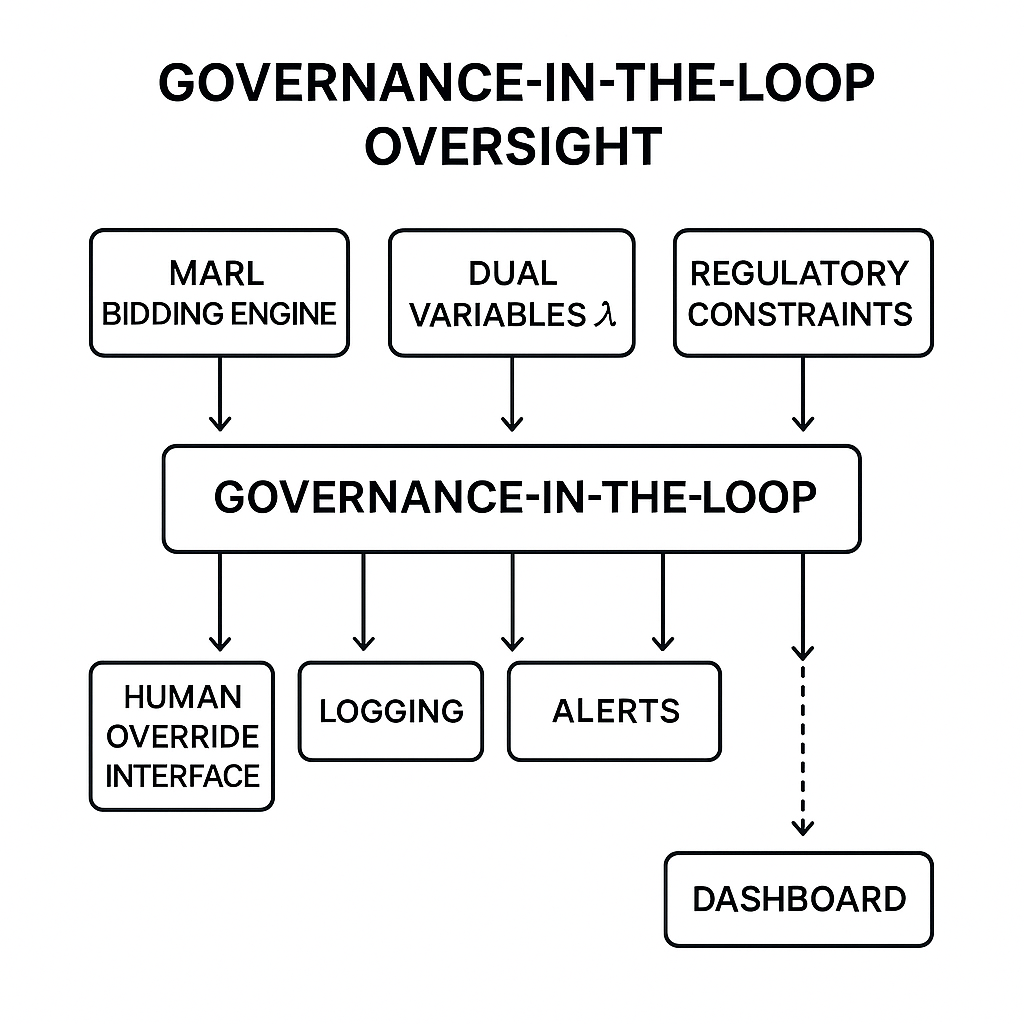 GOVERNANCE-IN-THE-LOOP
OVERSIGHT
MARL
BIDDING ENGINE
DUAL
VARIABLES λ
REGULATORY
CONSTRAINTS
GOVERNANCE-IN-THE-LOOP
HUMAN
OVERRIDE
INTERFACE
LOGGING
ALERTS
DASHBOARD